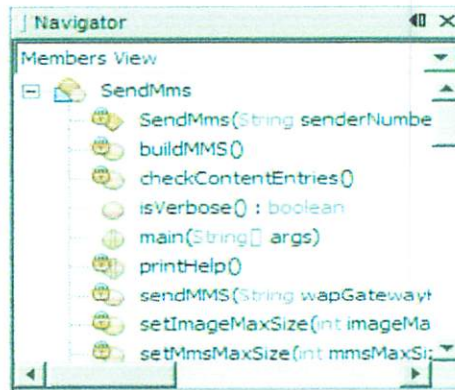 Navigator
Members View
SendMms
SendMms(String senderNumbe
buildMMS()
checkContentEntries()
isVerbose() : boolean
main(String[] args)
printHelp()
sendMMS(String wapGateway
setImageMaxSize(int imageMa
setMmsMaxSize(int mmsMaxSi